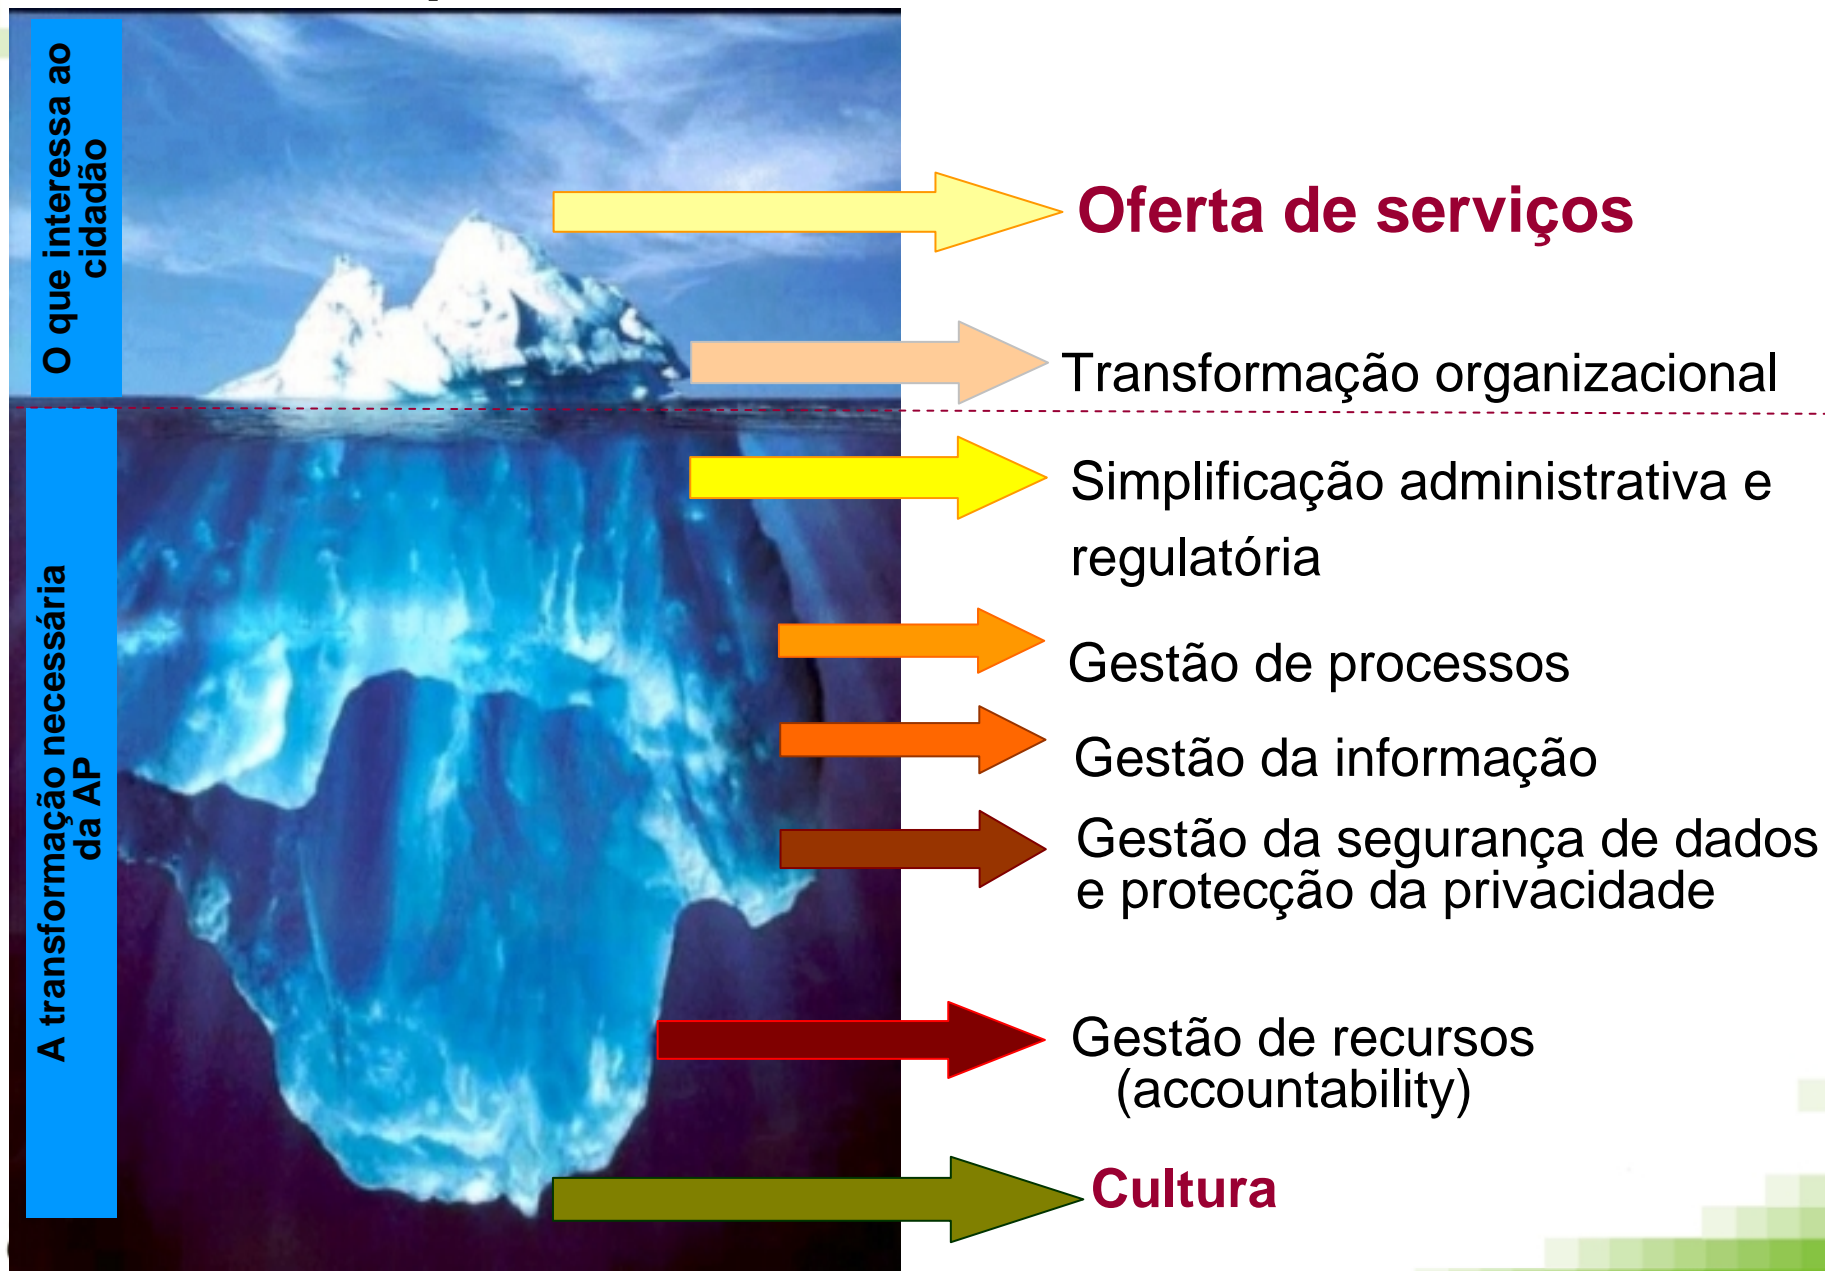 O que interessa ao
cidadão
Oferta de serviços
Transformação organizacional
A transformação necessária
da AP
Simplificação administrativa e
regulatória
Gestão de processos
Gestão da informação
Gestão da segurança de dados
e protecção da privacidade
Gestão de recursos
(accountability)
Cultura